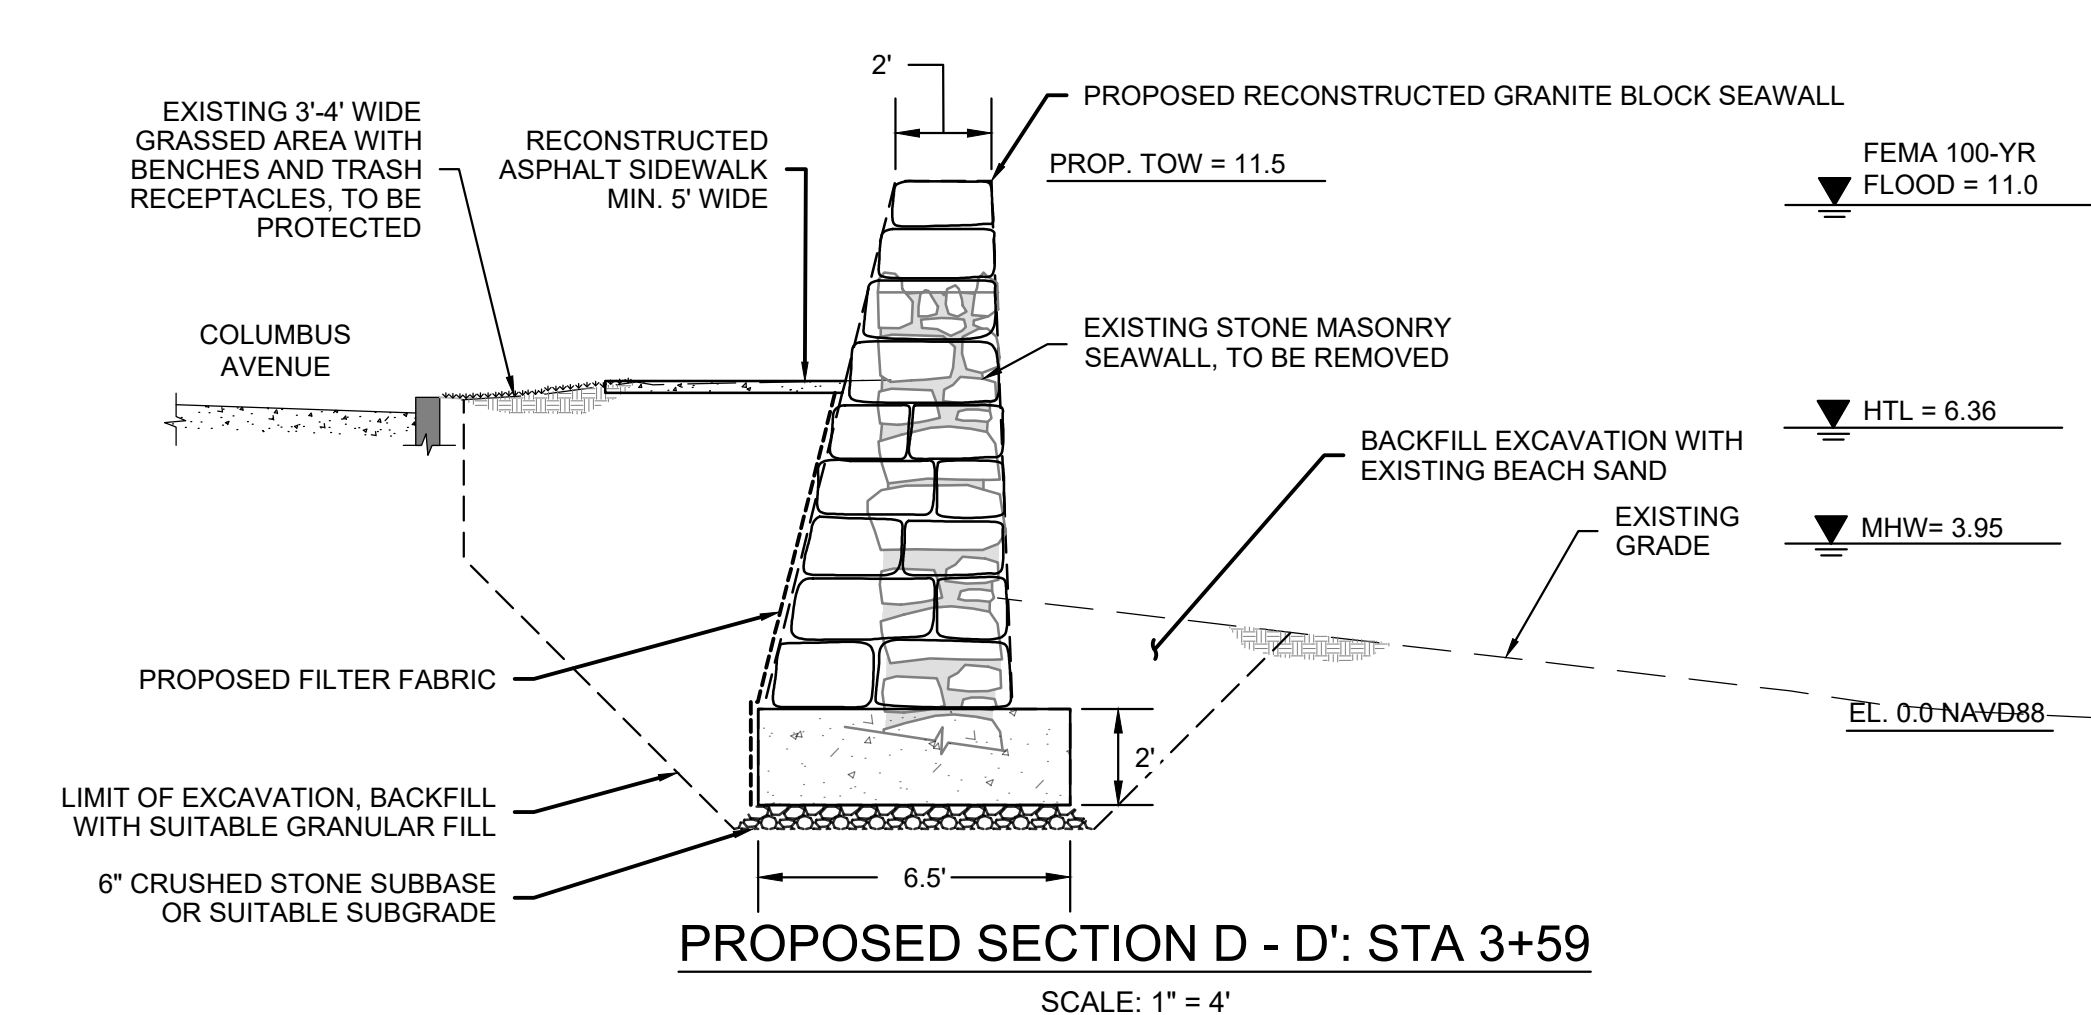 2'
PROPOSED RECONSTRUCTED GRANITE BLOCK SEAWALL
EXISTING 3'-4' WIDE
GRASSED AREA WITH
BENCHES AND TRASH
RECEPTACLES, TO BE
PROTECTED
RECONSTRUCTED
ASPHALT SIDEWALK
MIN. 5' WIDE
PROP. TOW = 11.5
FEMA 100-YR
FLOOD = 11.0
COLUMBUS
AVENUE
EXISTING STONE MASONRY
SEAWALL, TO BE REMOVED
HTL = 6.36
BACKFILL EXCAVATION WITH
EXISTING BEACH SAND
EXISTING
GRADE
MHW= 3.95
PROPOSED FILTER FABRIC
EL. 0.0 NAVD88
2'
LIMIT OF EXCAVATION, BACKFILL
WITH SUITABLE GRANULAR FILL
6" CRUSHED STONE SUBBASE
OR SUITABLE SUBGRADE
6.5'
PROPOSED SECTION D - D': STA 3+59
SCALE: 1" = 4'